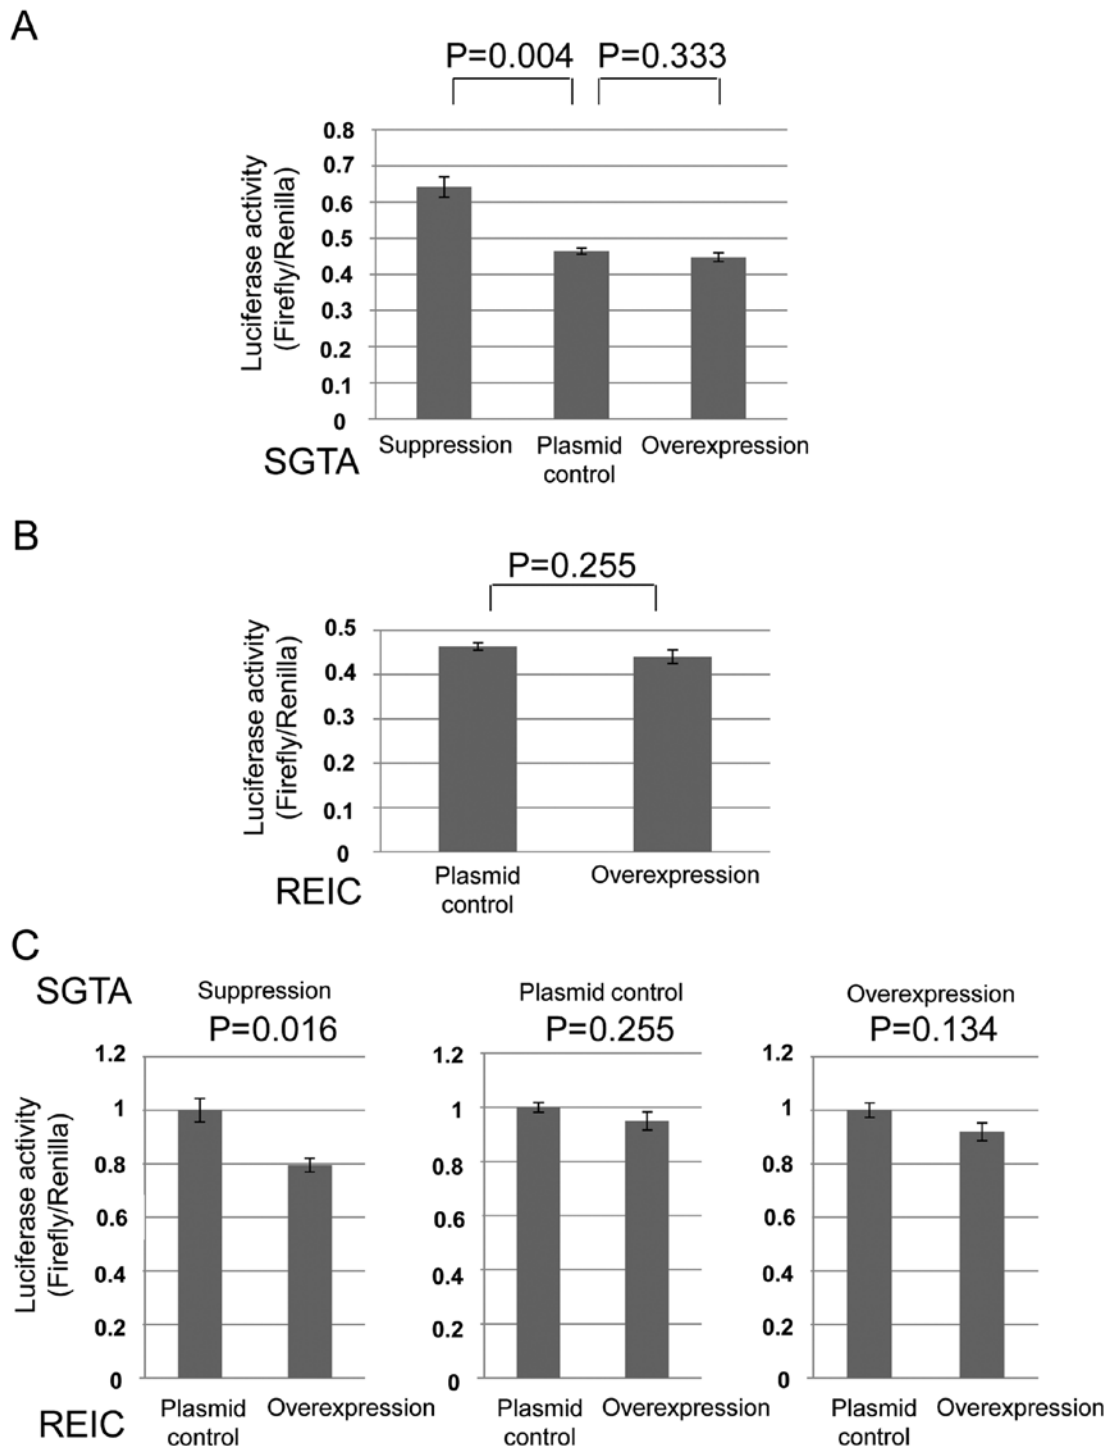 A
P=0.004 P=0.333
Luciferase activity
(Firefly/Renilla)
0.8
0.7
0.6
0.5
0.4
0.3
0.2
0.1
0
Suppression Plasmid control Overexpression
SGTA
B
P=0.255
Luciferase activity
(Firefly/Renilla)
0.5
0.4
0.3
0.2
0.1
0
Plasmid control Overexpression
REIC
C
SGTA
Suppression
P=0.016
Luciferase activity
(Firefly/Renilla)
1.2
1
0.8
0.6
0.4
0.2
0
Plasmid control Overexpression
Plasmid control
P=0.255
1.2
1
0.8
0.6
0.4
0.2
0
Plasmid control Overexpression
Overexpression
P=0.134
1.2
1
0.8
0.6
0.4
0.2
0
Plasmid control Overexpression
REIC